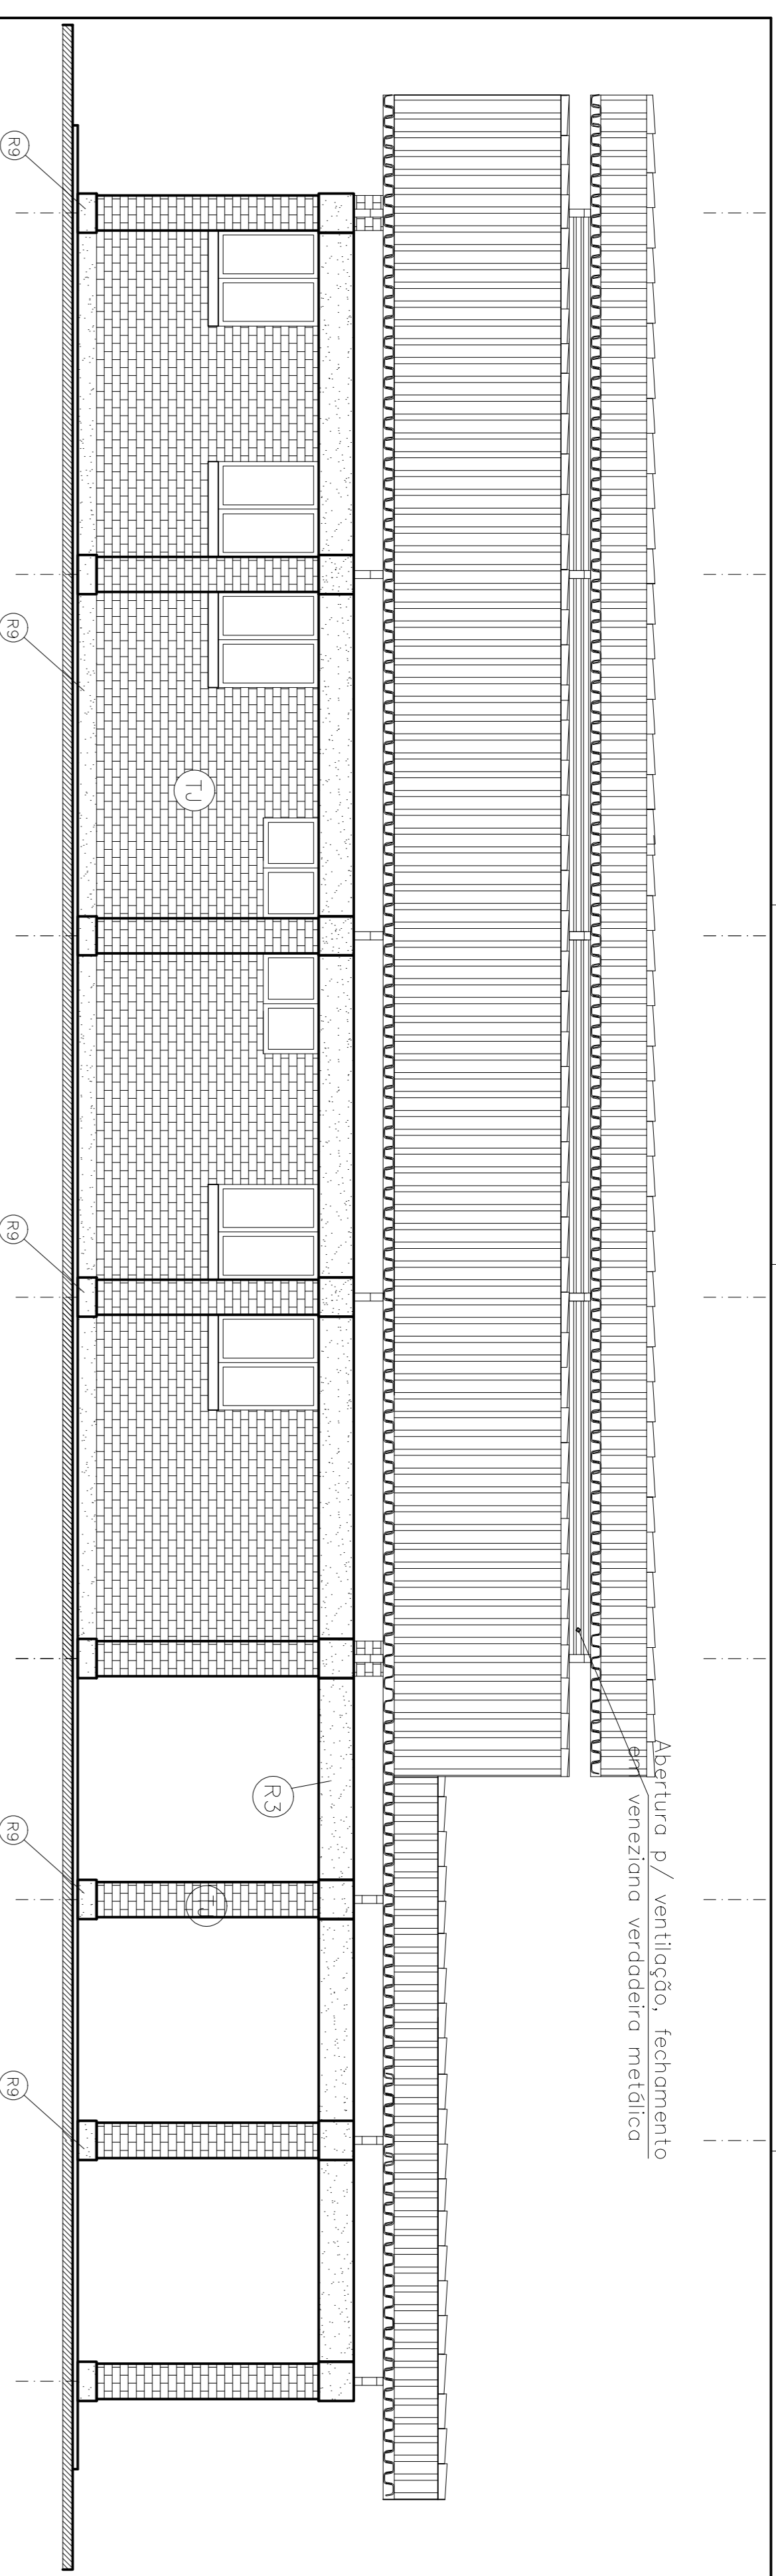 Abertura p/ ventilação, fechamento
em veneziana verdadeira metálica
TJ
R3
TJ
R9
R9
R9
R9
R9